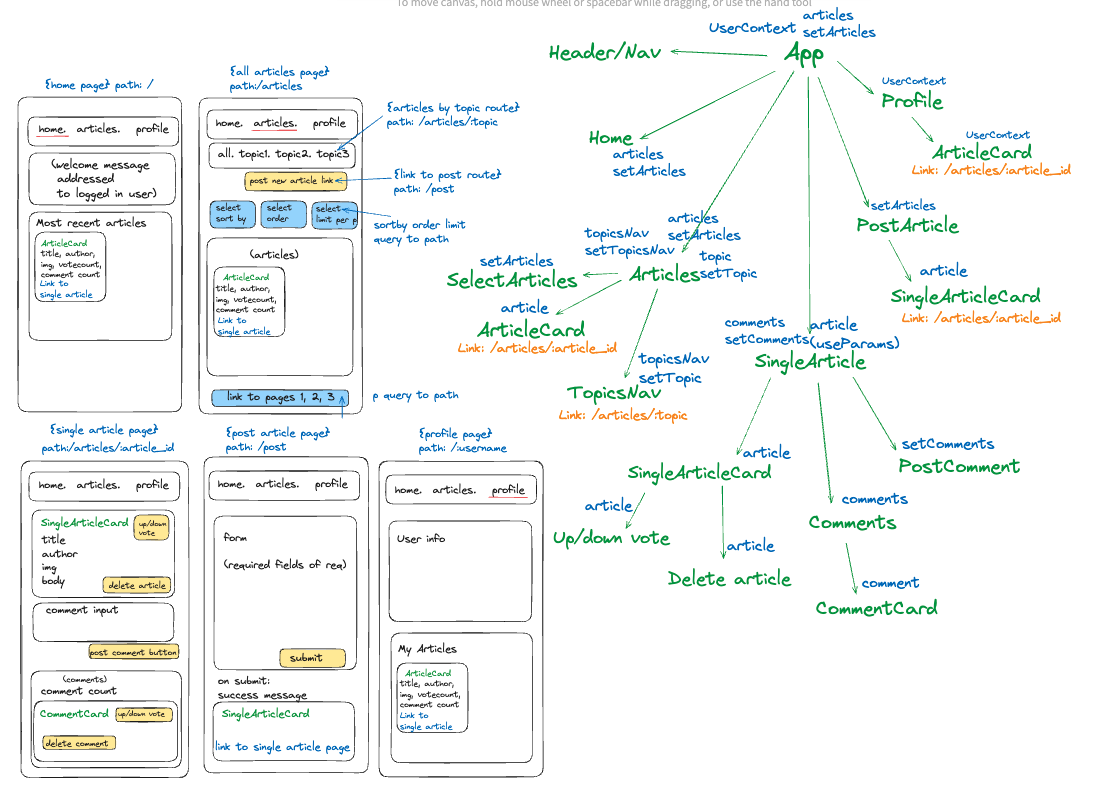 To move canvas, hold mouse wheel or spacebar while dragging, or use the hand tool
{home page} path: /
home. articles. profile
(welcome message
addressed
to logged in user)
Most recent articles
ArticleCard
title, author,
img, votecount,
comment count
Link to
single article
{all articles page}
path:/articles
home. articles. profile
all. topic1. topic2. topic3
post new article link
select
sort by
select
order
select
limit per p
(articles)
ArticleCard
title, author,
img, votecount,
comment count
Link to
single article
link to pages 1, 2, 3
{articles by topic route}
path: /articles/:topic
{link to post route}
path: /post
sortby order limit
query to path
p query to path
{single article page}
path:/articles/:article_id
home. articles. profile
SingleArticleCard
up/down
vote
title
author
img
body
delete article
comment input
post comment button
(comments)
comment count
CommentCard
up/down vote
delete comment
{post article page}
path: /post
home. articles. profile
form
(required fields of req)
submit
on submit:
success message
SingleArticleCard
link to single article page
{profile page}
path: /:username
home. articles. profile
User info
My Articles
ArticleCard
title, author,
img, votecount,
comment count
Link to
single article
UserContext
articles
setArticles
App
Header/Nav
UserContext
Profile
UserContext
ArticleCard
Link: /articles/:article_id
Home
articles
setArticles
setArticles
PostArticle
article
SingleArticleCard
Link: /articles/:article_id
articles
setArticles
topicsNav
setTopicsNav
topic
setTopic
Articles
setArticles
SelectArticles
article
ArticleCard
Link: /articles/:article_id
topicsNav
setTopic
TopicsNav
Link: /articles/:topic
comments
setComments
article
(useParams)
SingleArticle
article
SingleArticleCard
article
Up/down vote
article
Delete article
setComments
PostComment
comments
Comments
comment
CommentCard